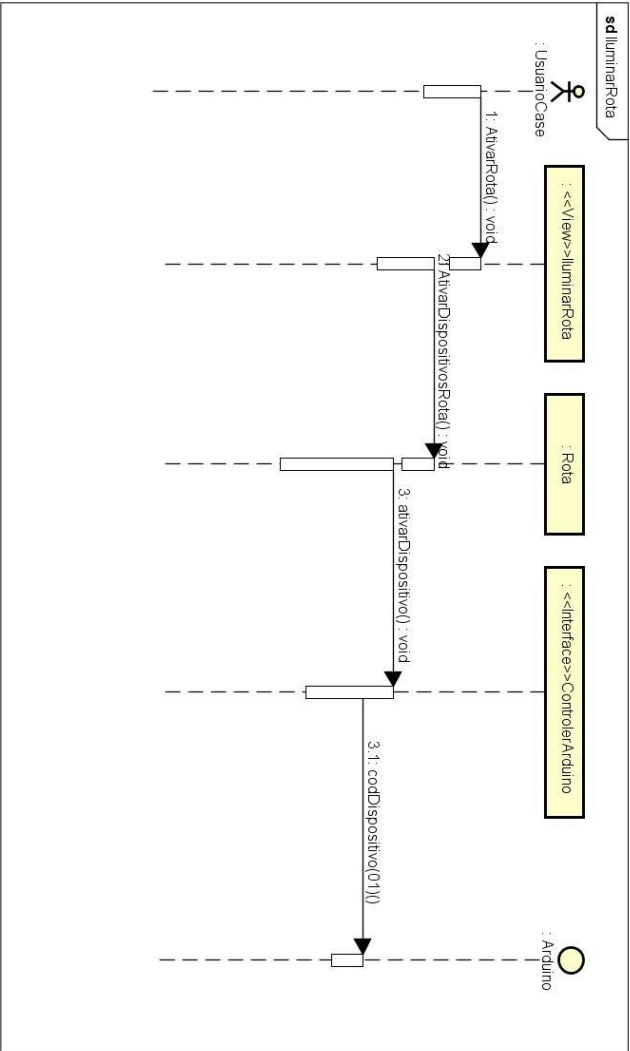 sd IluminarRota
: UsuarioCase
: <<View>>IluminarRota
: Rota
: <<Interface>>ControlerArduino
: Arduino
1: AtivarRota() : void
2: AtivarDispositivosRota() : void
3: ativarDispositivo() : void
3.1: codDispositivo(01)()